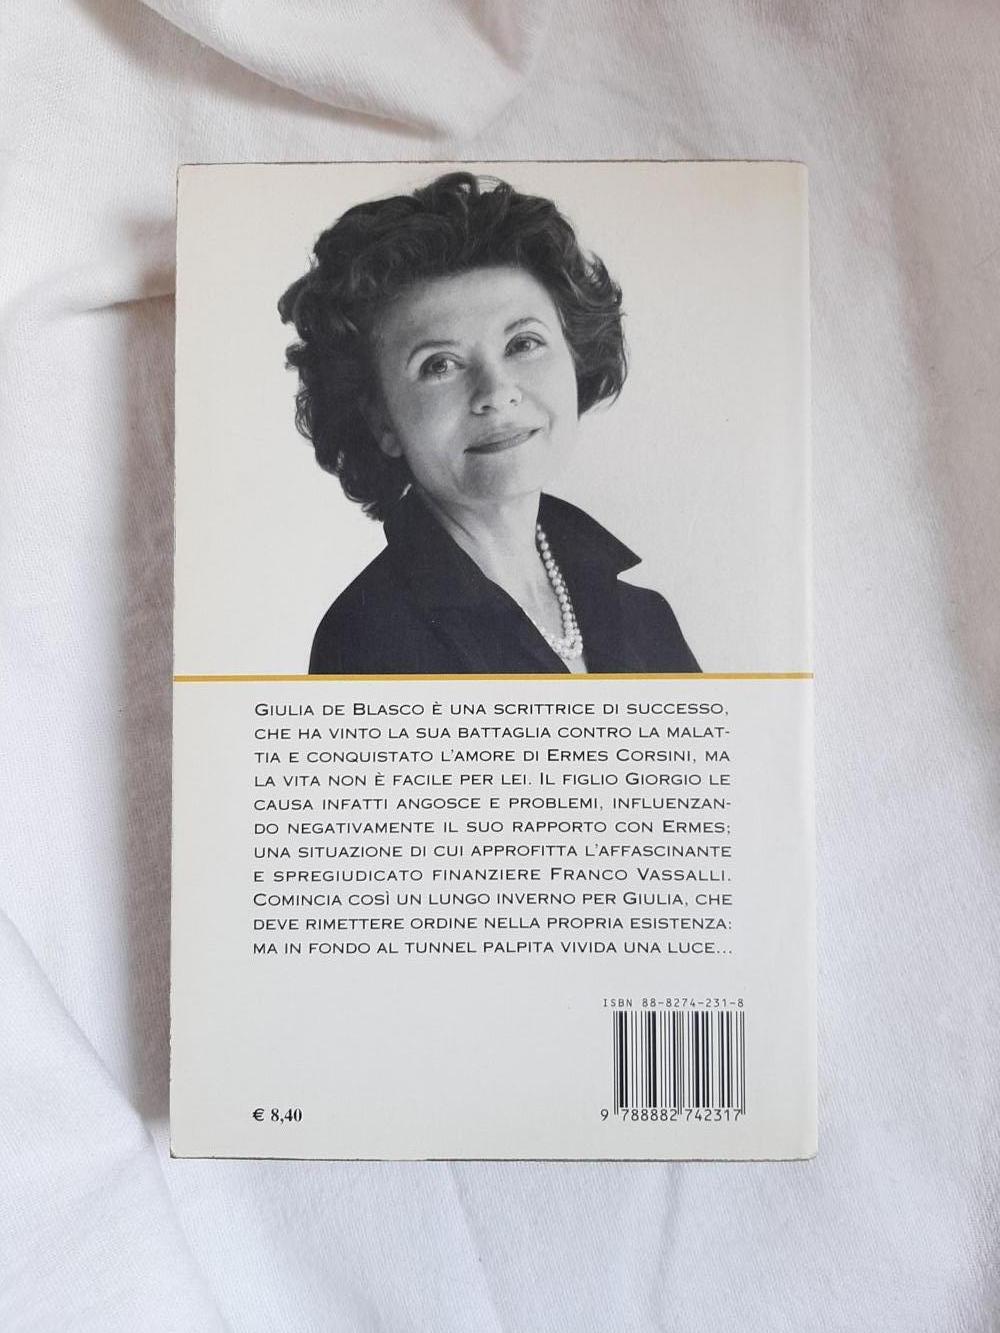 GIULIA DE BLASCO È UNA SCRITTRICE DI SUCCESSO,
CHE HA VINTO LA SUA BATTAGLIA CONTRO LA MALAT-
TIA E CONQUISTATO L'AMORE DI ERMES CORSINI, MA
LA VITA NON È FACILE PER LEI. IL FIGLIO GIORGIO LE
CAUSA INFATTI ANGOSCE E PROBLEMI, INFLUENZAN-
DO NEGATIVAMENTE IL SUO RAPPORTO CON ERMES;
UNA SITUAZIONE DI CUI APPROFITTA L'AFFASCINANTE
E SPREGIUDICATO FINANZIERE FRANCO VASSALLI.
COMINCIA COSÌ UN LUNGO INVERNO PER GIULIA, CHE
DEVE RIMETTERE ORDINE NELLA PROPRIA ESISTENZA:
MA IN FONDO AL TUNNEL PALPITA VIVIDA UNA LUCE...
ISBN 88-8274-231-8
9 788882 742317
€ 8,40